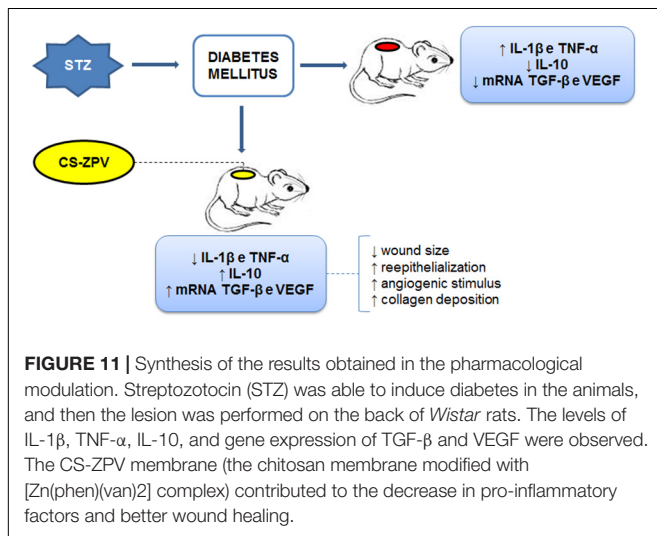 STZ
DIABETES
MELLITUS
↑ IL-1β e TNF-α
↓ IL-10
↓ mRNA TGF-β e VEGF
CS-ZPV
↓ IL-1β e TNF-α
↑ IL-10
↑ mRNA TGF-β e VEGF
↓ wound size
↑ reepithelialization
↑ angiogenic stimulus
↑ collagen deposition
FIGURE 11 | Synthesis of the results obtained in the pharmacological
modulation. Streptozotocin (STZ) was able to induce diabetes in the animals,
and then the lesion was performed on the back of Wistar rats. The levels of
IL-1β, TNF-α, IL-10, and gene expression of TGF-β and VEGF were observed.
The CS-ZPV membrane (the chitosan membrane modified with
[Zn(phen)(van)2] complex) contributed to the decrease in pro-inflammatory
factors and better wound healing.